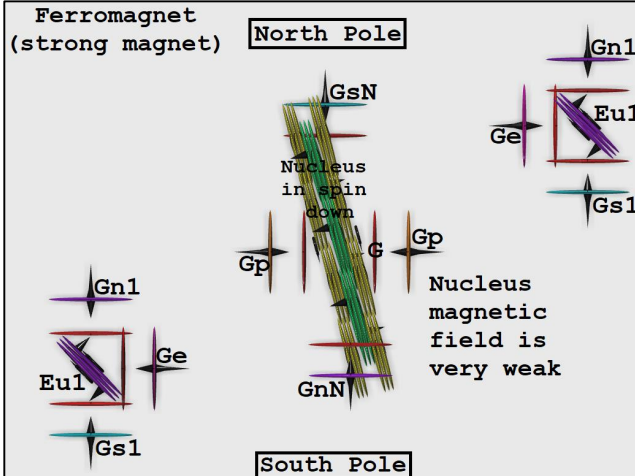 Ferromagnet
(strong magnet)
North Pole
Gn1
GsN
Eu1
Ge
Nucleus
in spin
down
Gs1
Gp
G
Gp
Gn1
Nucleus
magnetic
field is
very weak
Ge
Eu1
GnN
Gs1
South Pole